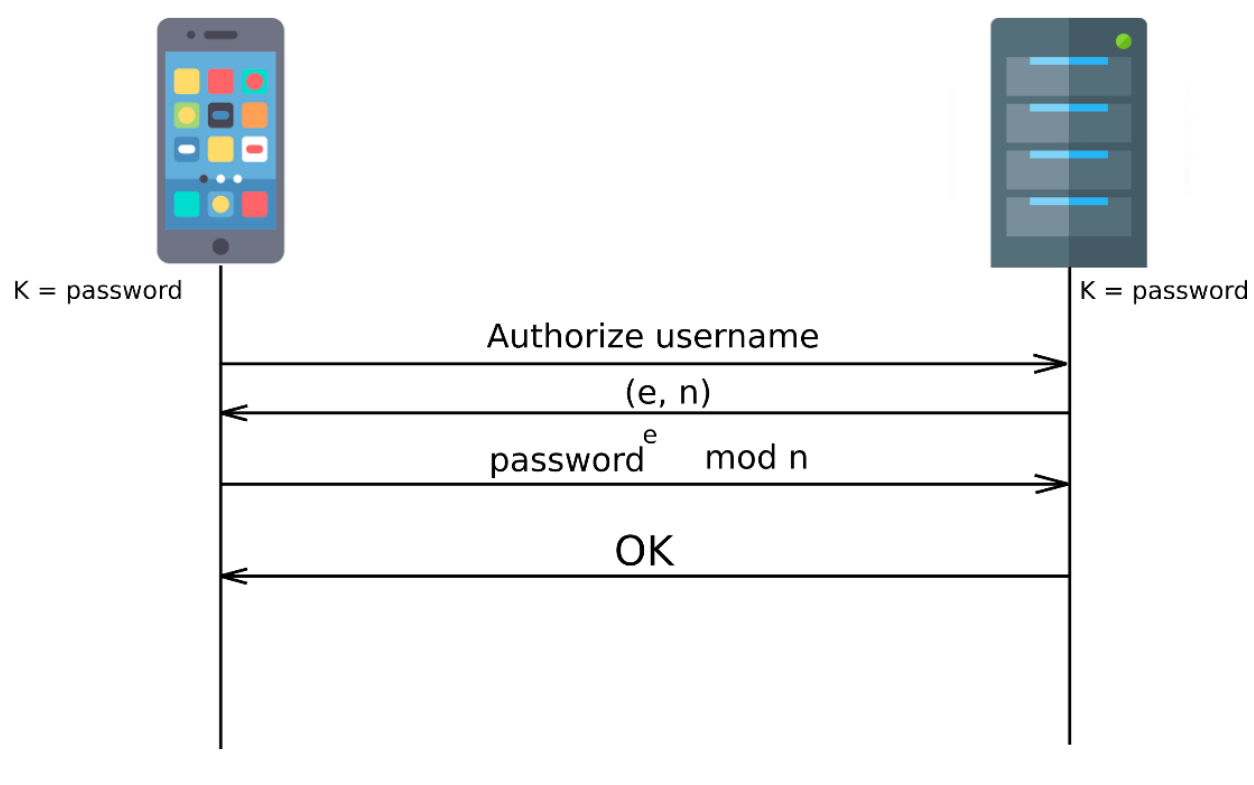 K = password
K = password
Authorize username
(e, n)
password^e mod n
OK